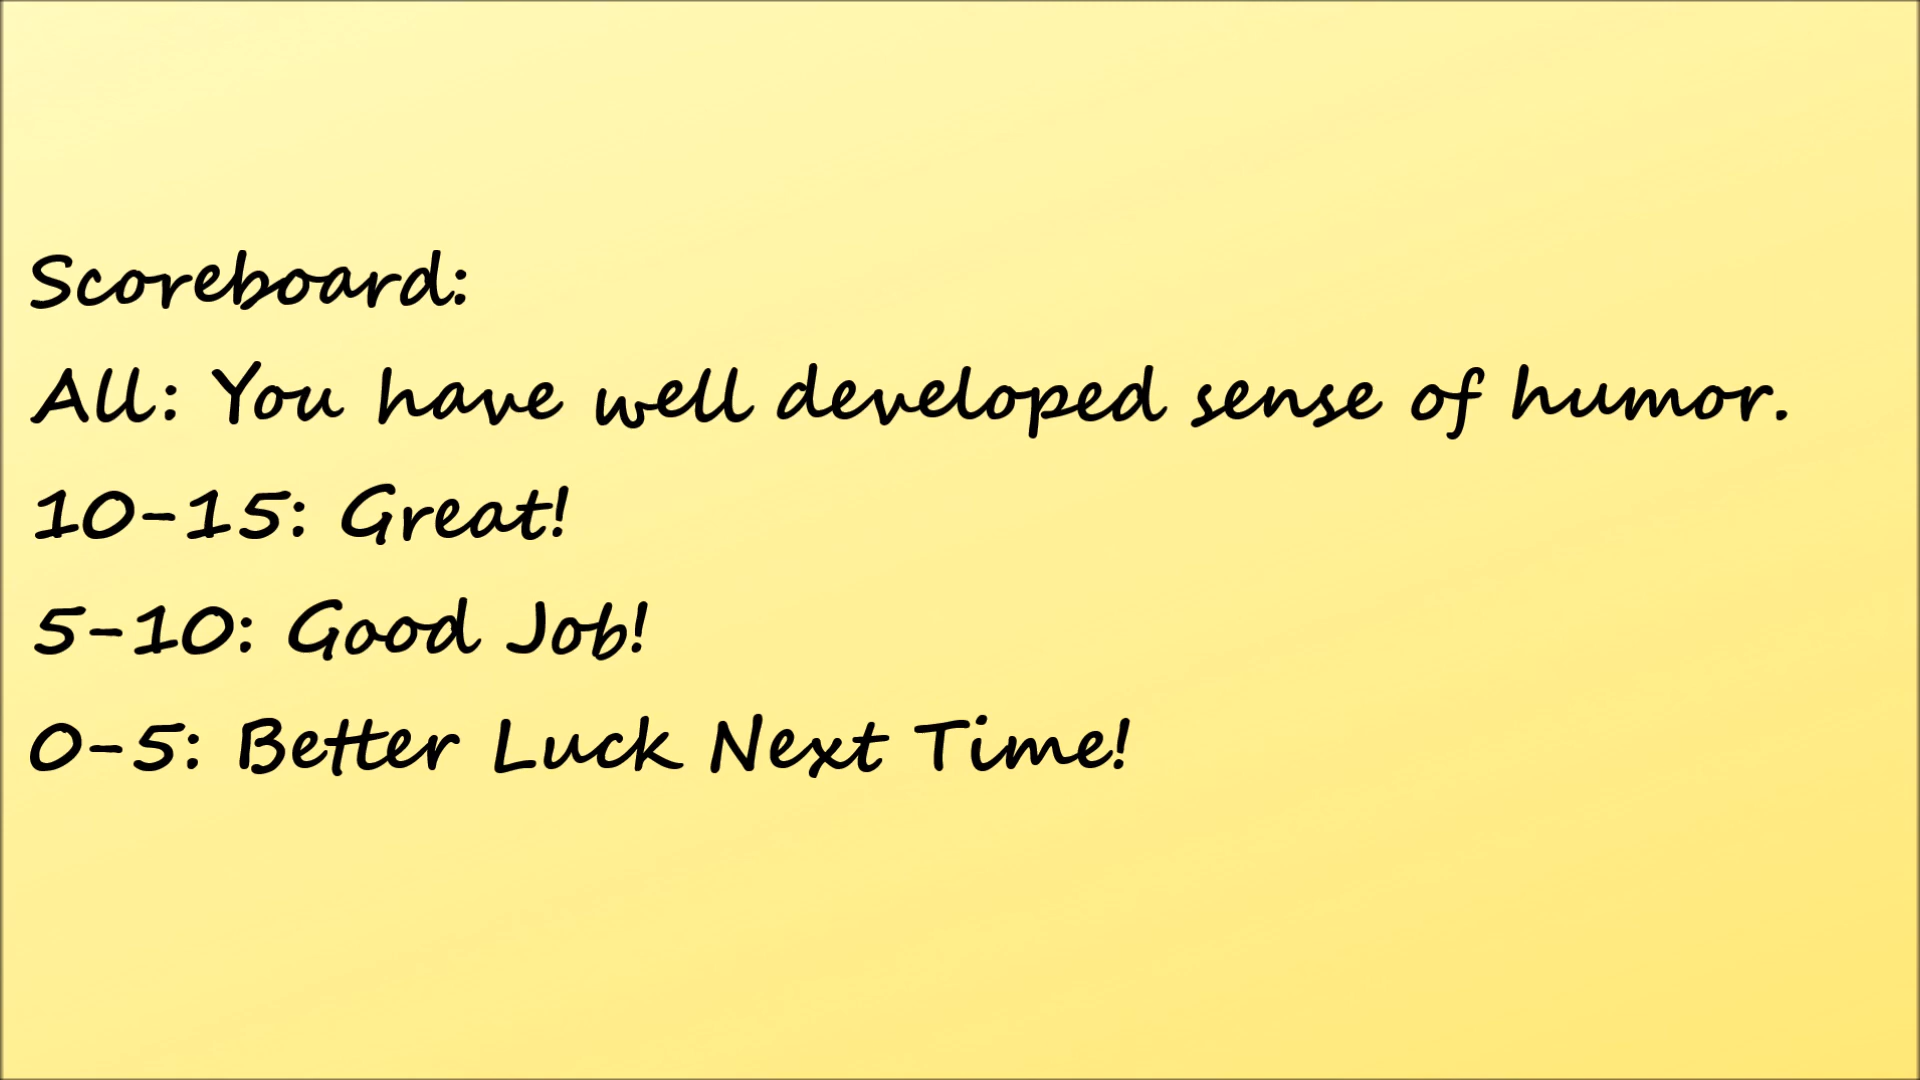 Scoreboard:
All: You have well developed sense of humor.
10-15: Great!
5-10: Good Job!
0-5: Better Luck Next Time!